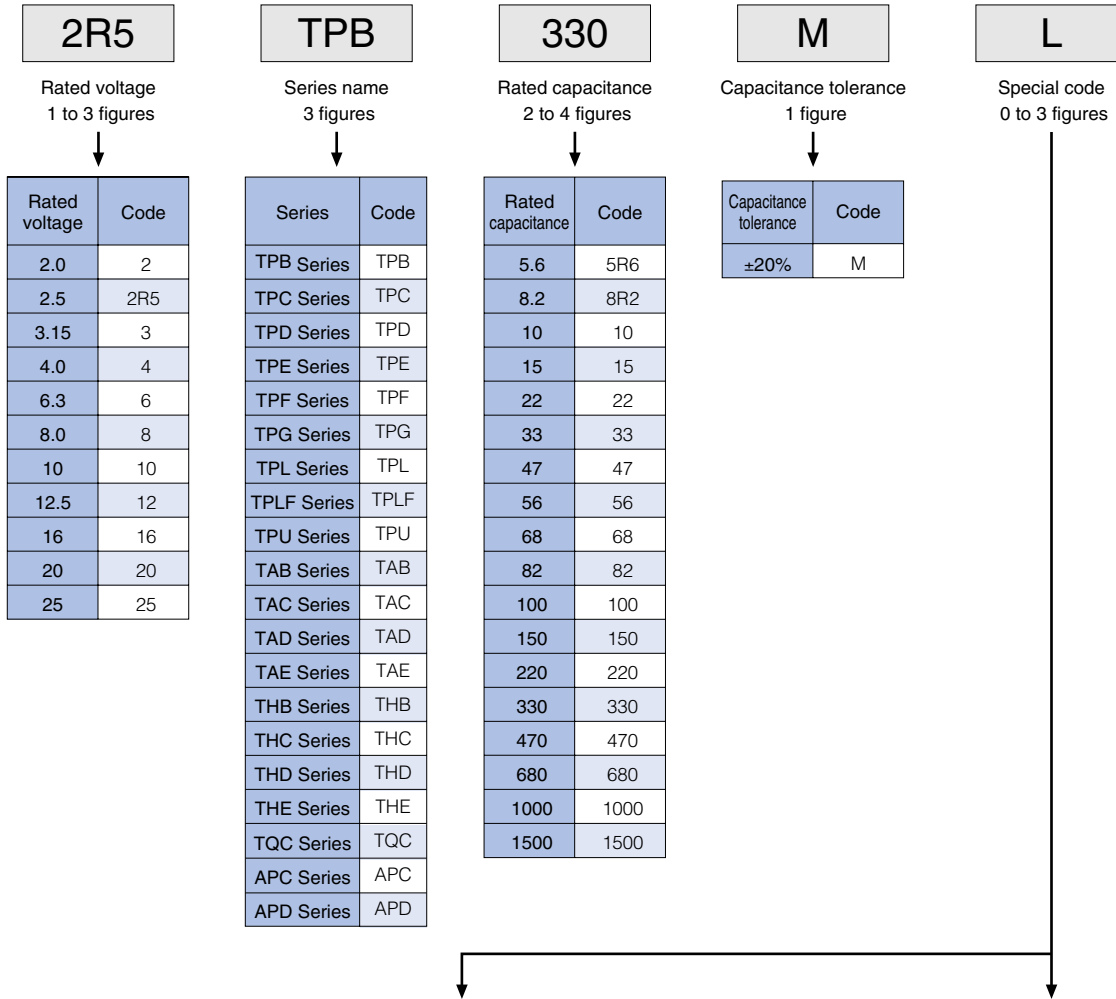 2R5 TPB 330 M L
Rated voltage
1 to 3 figures
Series name
3 figures
Rated capacitance
2 to 4 figures
Capacitance tolerance
1 figure
Special code
0 to 3 figures
Rated voltage Code
2.0 2
2.5 2R5
3.15 3
4.0 4
6.3 6
8.0 8
10 10
12.5 12
16 16
20 20
25 25
Series Code
TPB Series TPB
TPC Series TPC
TPD Series TPD
TPE Series TPE
TPF Series TPF
TPG Series TPG
TPL Series TPL
TPLF Series TPLF
TPU Series TPU
TAB Series TAB
TAC Series TAC
TAD Series TAD
TAE Series TAE
THB Series THB
THC Series THC
THD Series THD
THE Series THE
TQC Series TQC
APC Series APC
APD Series APD
Rated capacitance Code
5.6 5R6
8.2 8R2
10 10
15 15
22 22
33 33
47 47
56 56
68 68
82 82
100 100
150 150
220 220
330 330
470 470
680 680
1000 1000
1500 1500
Capacitance tolerance Code
±20% M